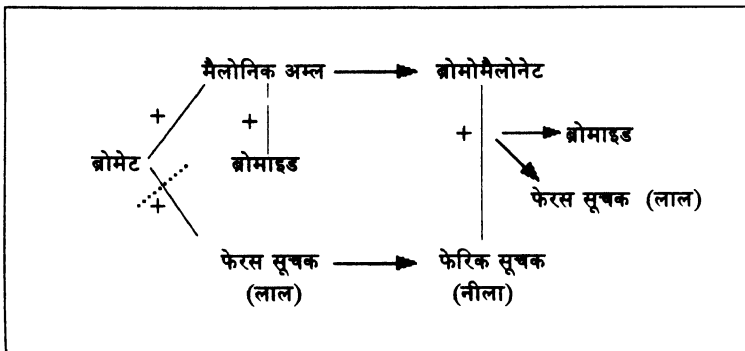 मैलोनिक अम्ल ब्रोमोमैलोनेट
+ + +
ब्रोमाइड
ब्रोमेट ब्रोमाइड
फेरस सूचक (लाल)
+
फेरस सूचक फेरिक सूचक
(लाल) (नीला)